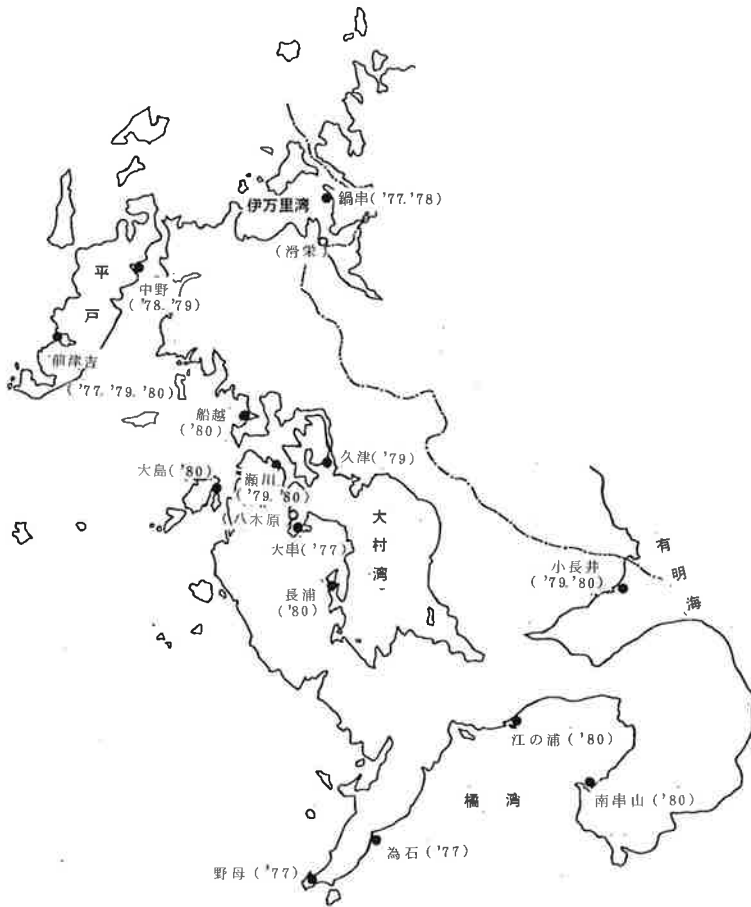 伊万里湾
鍋串('77.'78)
(滑栄)
平戸
中野
('78.'79)
前津吉
('77.'79.'80)
船越
('80)
久津('79)
大島('80)
瀬川
('79.'80)
(八木原)
大串('77)
大村湾
長浦
('80)
有明海
小長井
('79.'80)
江の浦('80)
橘湾
南串山('80)
為石('77)
野母('77)